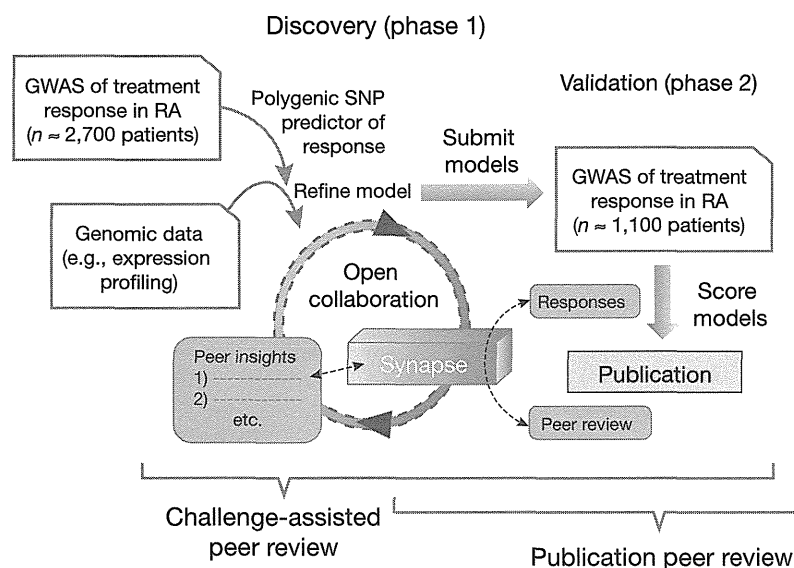 Discovery (phase 1)
GWAS of treatment
response in RA
(n ≈ 2,700 patients)
Polygenic SNP
predictor of
response
Refine model
Genomic data
(e.g., expression
profiling)
Submit
models
Validation (phase 2)
GWAS of treatment
response in RA
(n ≈ 1,100 patients)
Open
collaboration
Score
models
Responses
Peer insights
1)
2)
etc.
Synapse
Publication
Peer review
Challenge-assisted
peer review
Publication peer review